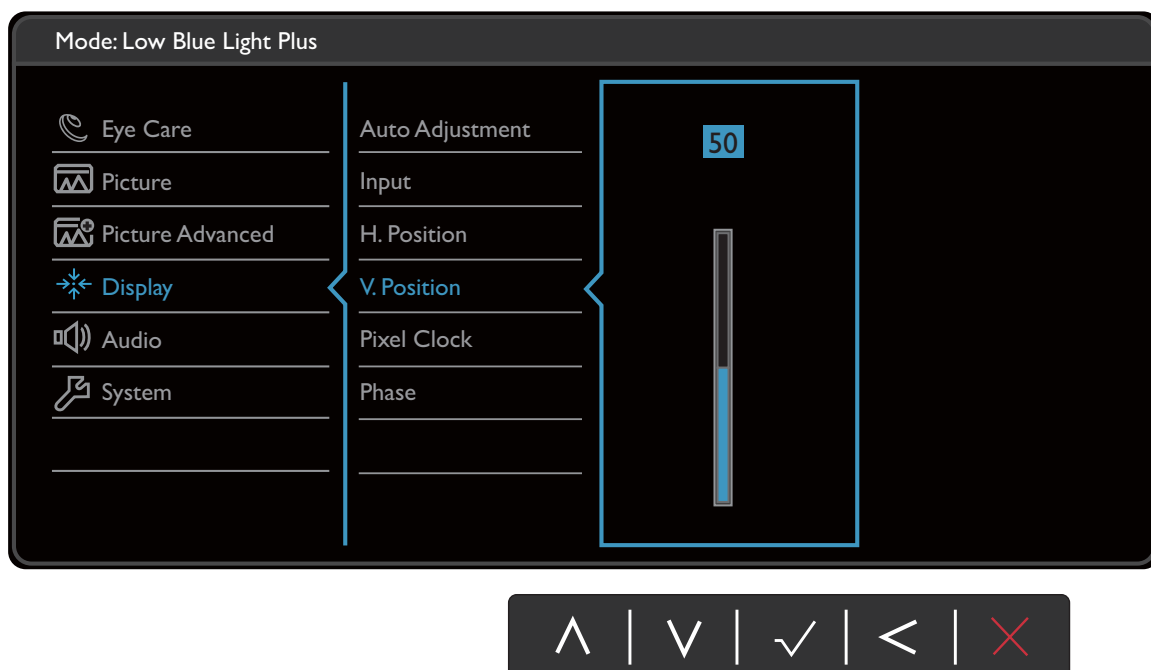 Mode: Low Blue Light Plus
Eye Care
Picture
Picture Advanced
Display
Audio
System
Auto Adjustment
Input
H. Position
V. Position
Pixel Clock
Phase
50